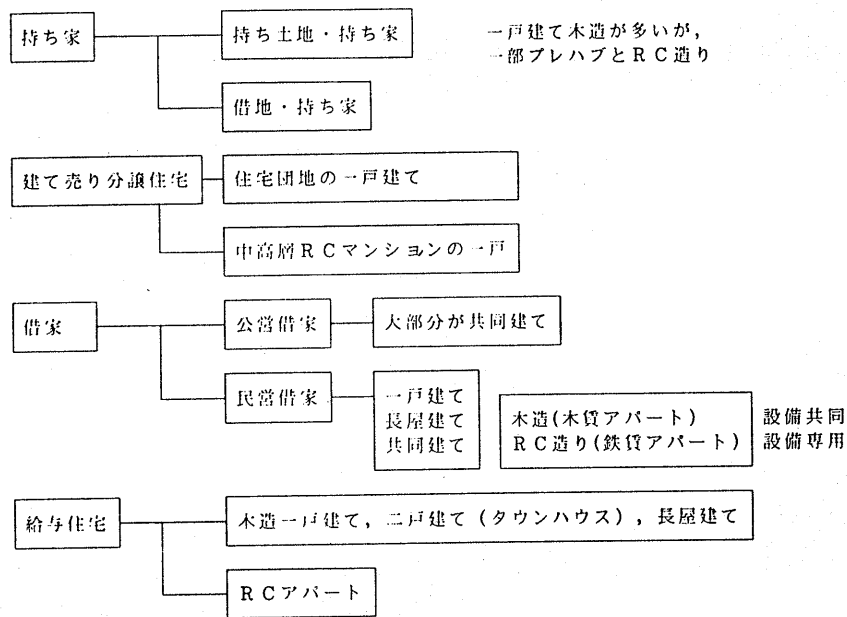 持ち家
持ち土地・持ち家
一戸建て木造が多いが，
一部プレハブとRC造り
借地・持ち家
建て売り分譲住宅
住宅団地の一戸建て
中高層RCマンションの一戸
借家
公営借家
大部分が共同建て
民営借家
一戸建て
長屋建て
共同建て
木造(木賃アパート)
設備共同
RC造り(鉄賃アパート)
設備専用
給与住宅
木造一戸建て，二戸建て(タウンハウス)，長屋建て
RCアパート